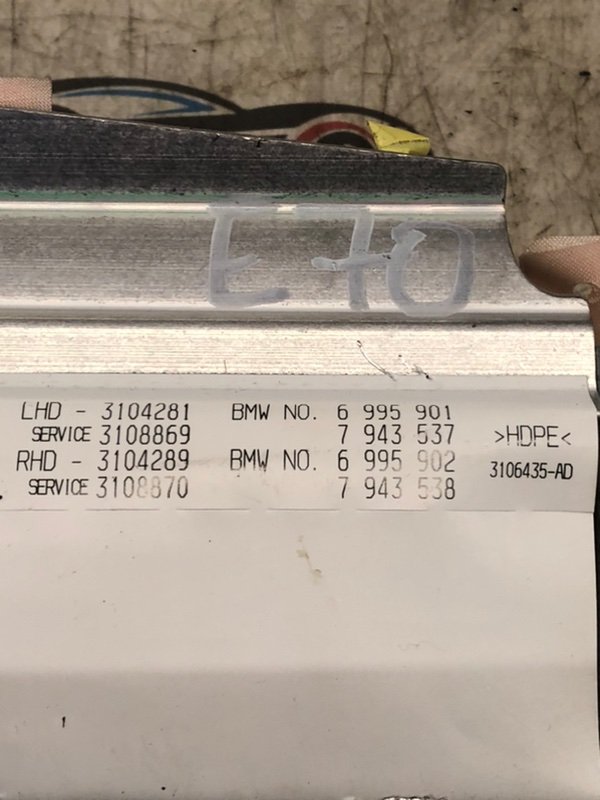 E70
LHD - 3104281 BMW NO. 6 995 901
SERVICE 3108869 7 943 537 >HDPE<
RHD - 3104289 BMW NO. 6 995 902
3106435-AD
SERVICE 3108870 7 943 538